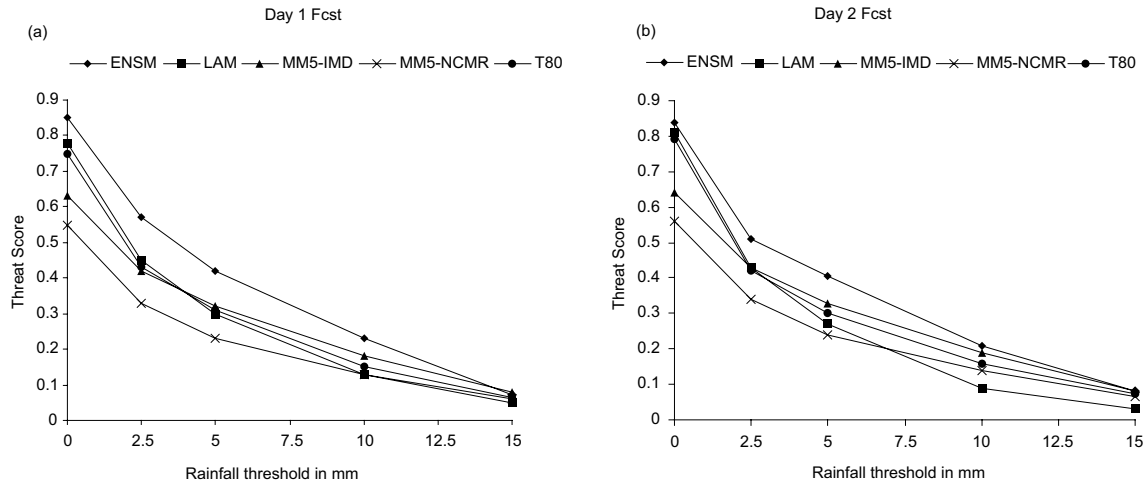 Day 1 Fcst
(a)
ENSM LAM MM5-IMD MM5-NCMR T80
0.9
0.8
0.7
0.6
0.5
0.4
0.3
0.2
0.1
0
Threat Score
0 2.5 5 7.5 10 12.5 15
Rainfall threshold in mm
Day 2 Fcst
(b)
ENSM LAM MM5-IMD MM5-NCMR T80
0.9
0.8
0.7
0.6
0.5
0.4
0.3
0.2
0.1
0
Threat Score
0 2.5 5 7.5 10 12.5 15
Rainfall threshold in mm